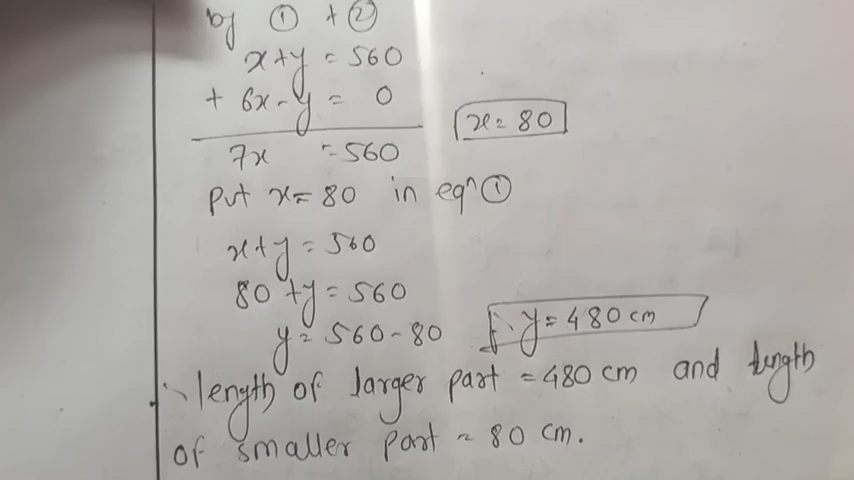 by ① + ②
x+y = 560
+ 6x-y = 0
7x = 560
x = 80
put x = 80 in eqn ①
x+y = 560
80 + y = 560
y = 560-80
∴ y = 480 cm
∴ length of larger part = 480 cm and length
of smaller part = 80 cm.